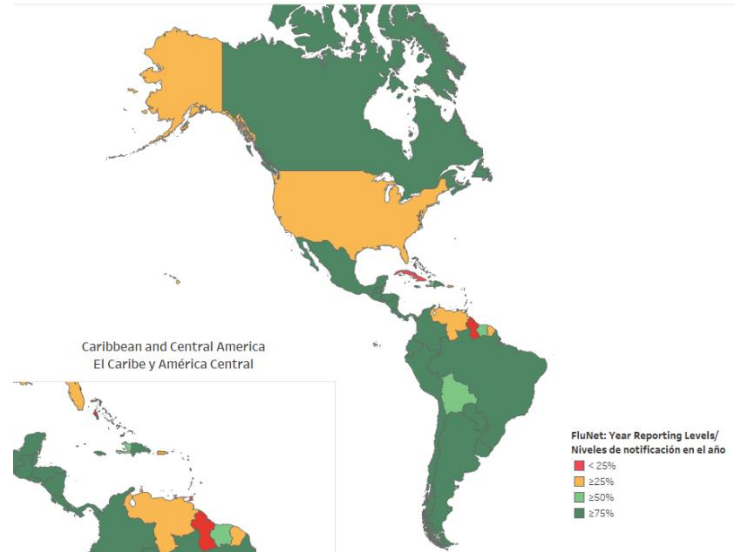 Caribbean and Central America
El Caribe y América Central
FluNet: Year Reporting Levels/
Niveles de notificación en el año
< 25%
≥25%
≥50%
≥75%